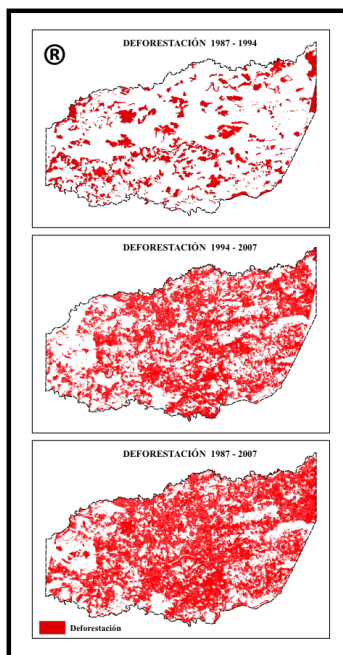 ®
DEFORESTACIÓN 1987 - 1994
DEFORESTACIÓN 1994 - 2007
DEFORESTACIÓN 1987 - 2007
Deforestación